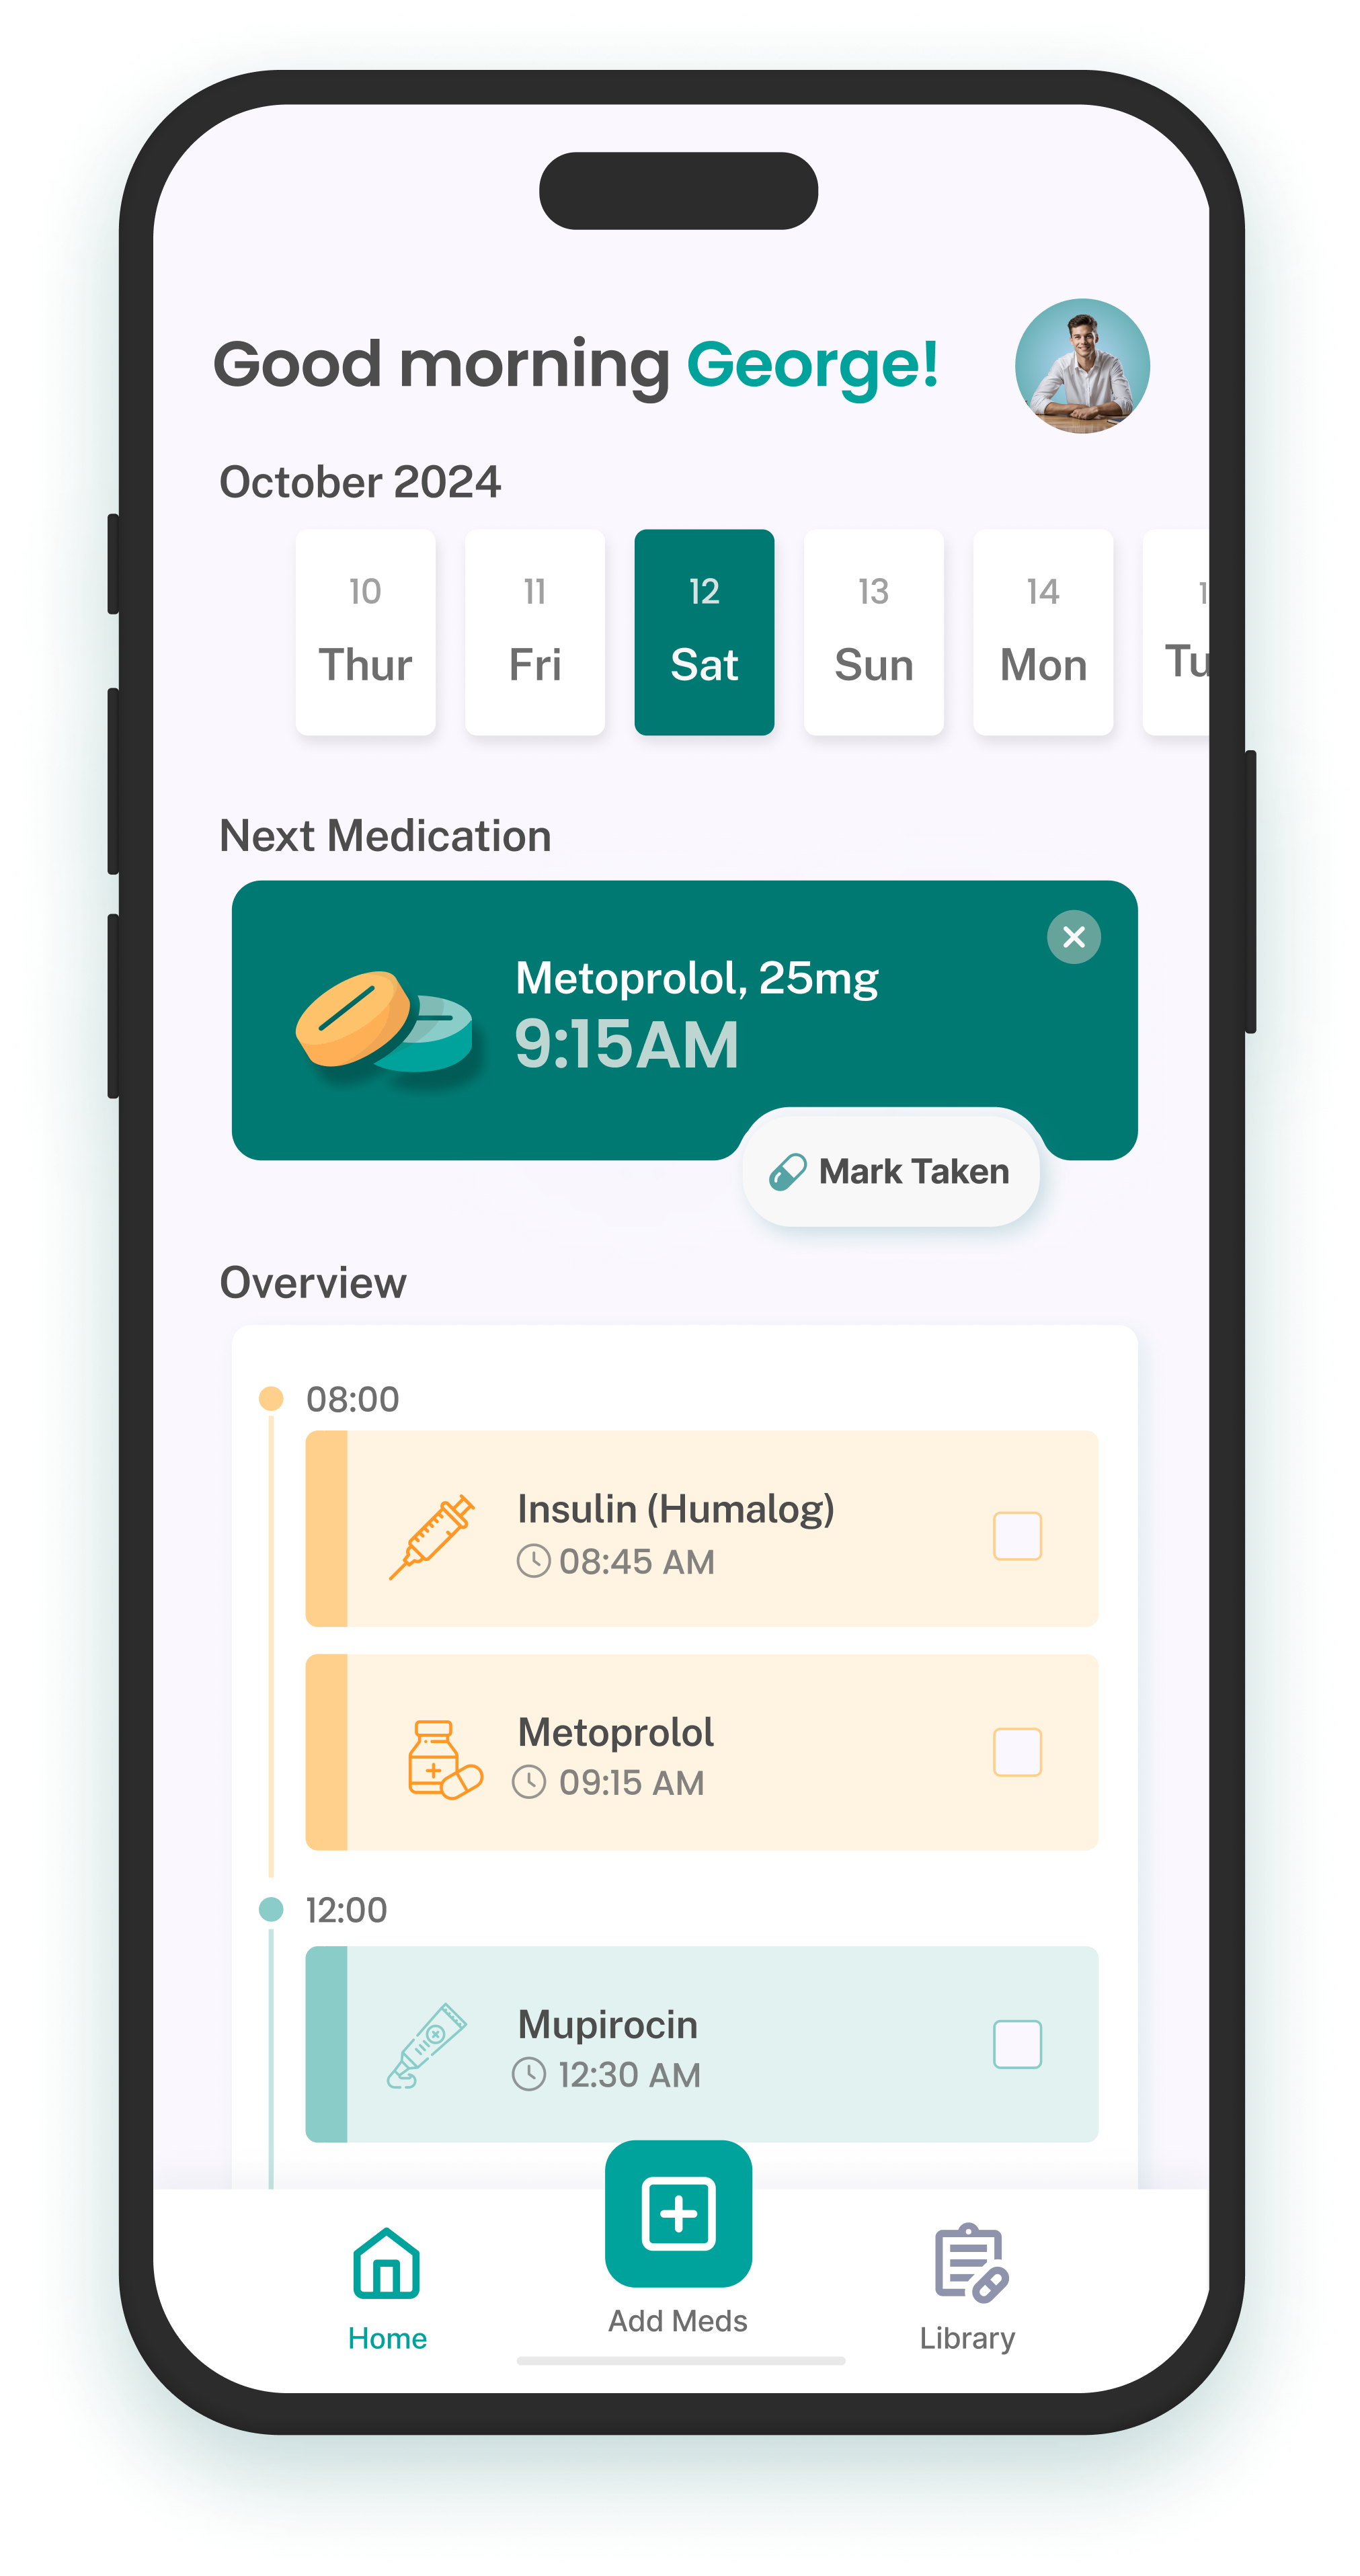 Good morning George!
October 2024
10 11 12 13 14 1
Thur Fri Sat Sun Mon Tu
Next Medication
Metoprolol, 25mg
9:15AM
Mark Taken
Overview
08:00
Insulin (Humalog)
08:45 AM
Metoprolol
09:15 AM
12:00
Mupirocin
12:30 AM
Home
Add Meds
Library